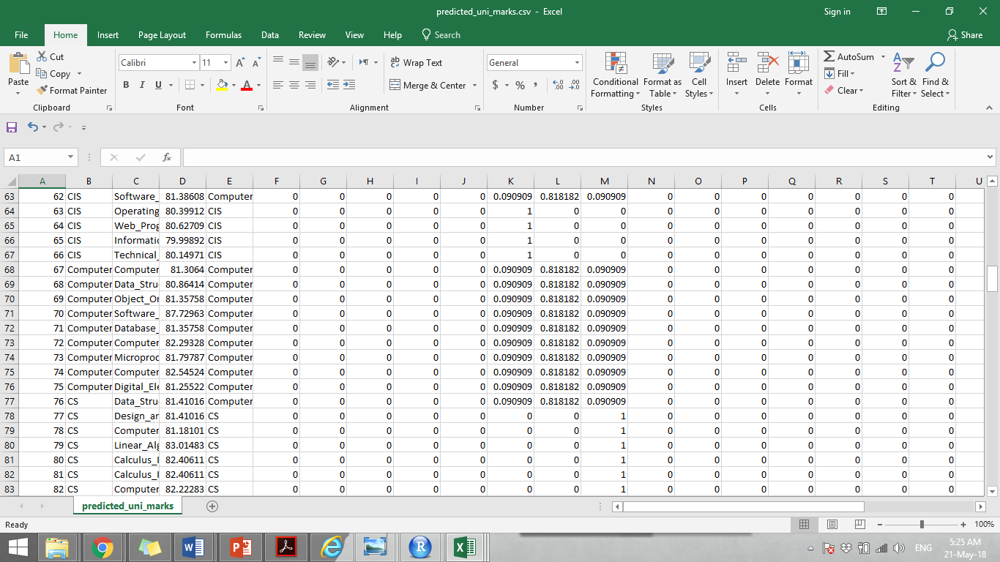 predicted_uni_marks.csv - Excel Sign in
File Home Insert Page Layout Formulas Data Review View Help Search Share
Paste Cut Copy Format Painter Clipboard
Calibri 11 A A B I U A Font
Wrap Text Merge & Center Alignment
General $ % , .00 .0 Number
Conditional Formatting Format as Table Cell Styles Styles
Insert Delete Format Cells
AutoSum Fill Clear Sort & Filter Find & Select Editing
A1 fx
A B C D E F G H I J K L M N O P Q R S T U
63 62 CIS Software_ 81.38608 Computer 0 0 0 0 0 0.090909 0.818182 0.090909 0 0 0 0 0 0 0
64 63 CIS Operating 80.39912 CIS 0 0 0 0 0 1 0 0 0 0 0 0 0 0 0
65 64 CIS Web_Prog 80.62709 CIS 0 0 0 0 0 1 0 0 0 0 0 0 0 0 0
66 65 CIS Informatic 79.99892 CIS 0 0 0 0 0 1 0 0 0 0 0 0 0 0 0
67 66 CIS Technical_ 80.14971 CIS 0 0 0 0 0 1 0 0 0 0 0 0 0 0 0
68 67 Computer Computer 81.3064 Computer 0 0 0 0 0 0.090909 0.818182 0.090909 0 0 0 0 0 0 0
69 68 Computer Data_Stru 80.86414 Computer 0 0 0 0 0 0.090909 0.818182 0.090909 0 0 0 0 0 0 0
70 69 Computer Object_Or 81.35758 Computer 0 0 0 0 0 0.090909 0.818182 0.090909 0 0 0 0 0 0 0
71 70 Computer Software_ 87.72963 Computer 0 0 0 0 0 0.090909 0.818182 0.090909 0 0 0 0 0 0 0
72 71 Computer Database_ 81.35758 Computer 0 0 0 0 0 0.090909 0.818182 0.090909 0 0 0 0 0 0 0
73 72 Computer Computer 82.29328 Computer 0 0 0 0 0 0.090909 0.818182 0.090909 0 0 0 0 0 0 0
74 73 Computer Microproc 81.79787 Computer 0 0 0 0 0 0.090909 0.818182 0.090909 0 0 0 0 0 0 0
75 74 Computer Computer 82.54524 Computer 0 0 0 0 0 0.090909 0.818182 0.090909 0 0 0 0 0 0 0
76 75 Computer Digital_Ele 81.25522 Computer 0 0 0 0 0 0.090909 0.818182 0.090909 0 0 0 0 0 0 0
77 76 CS Data_Stru 81.41016 Computer 0 0 0 0 0 0.090909 0.818182 0.090909 0 0 0 0 0 0 0
78 77 CS Design_ar 81.41016 CS 0 0 0 0 0 0 0 1 0 0 0 0 0 0 0
79 78 CS Computer 81.18101 CS 0 0 0 0 0 0 0 1 0 0 0 0 0 0 0
80 79 CS Linear_Alg 83.01483 CS 0 0 0 0 0 0 0 1 0 0 0 0 0 0 0
81 80 CS Calculus_I 82.40611 CS 0 0 0 0 0 0 0 1 0 0 0 0 0 0 0
82 81 CS Calculus_I 82.40611 CS 0 0 0 0 0 0 0 1 0 0 0 0 0 0 0
83 82 CS Computer 82.22283 CS 0 0 0 0 0 0 0 1 0 0 0 0 0 0 0
predicted_uni_marks
Ready 100%
ENG 5:25 AM
21-May-18